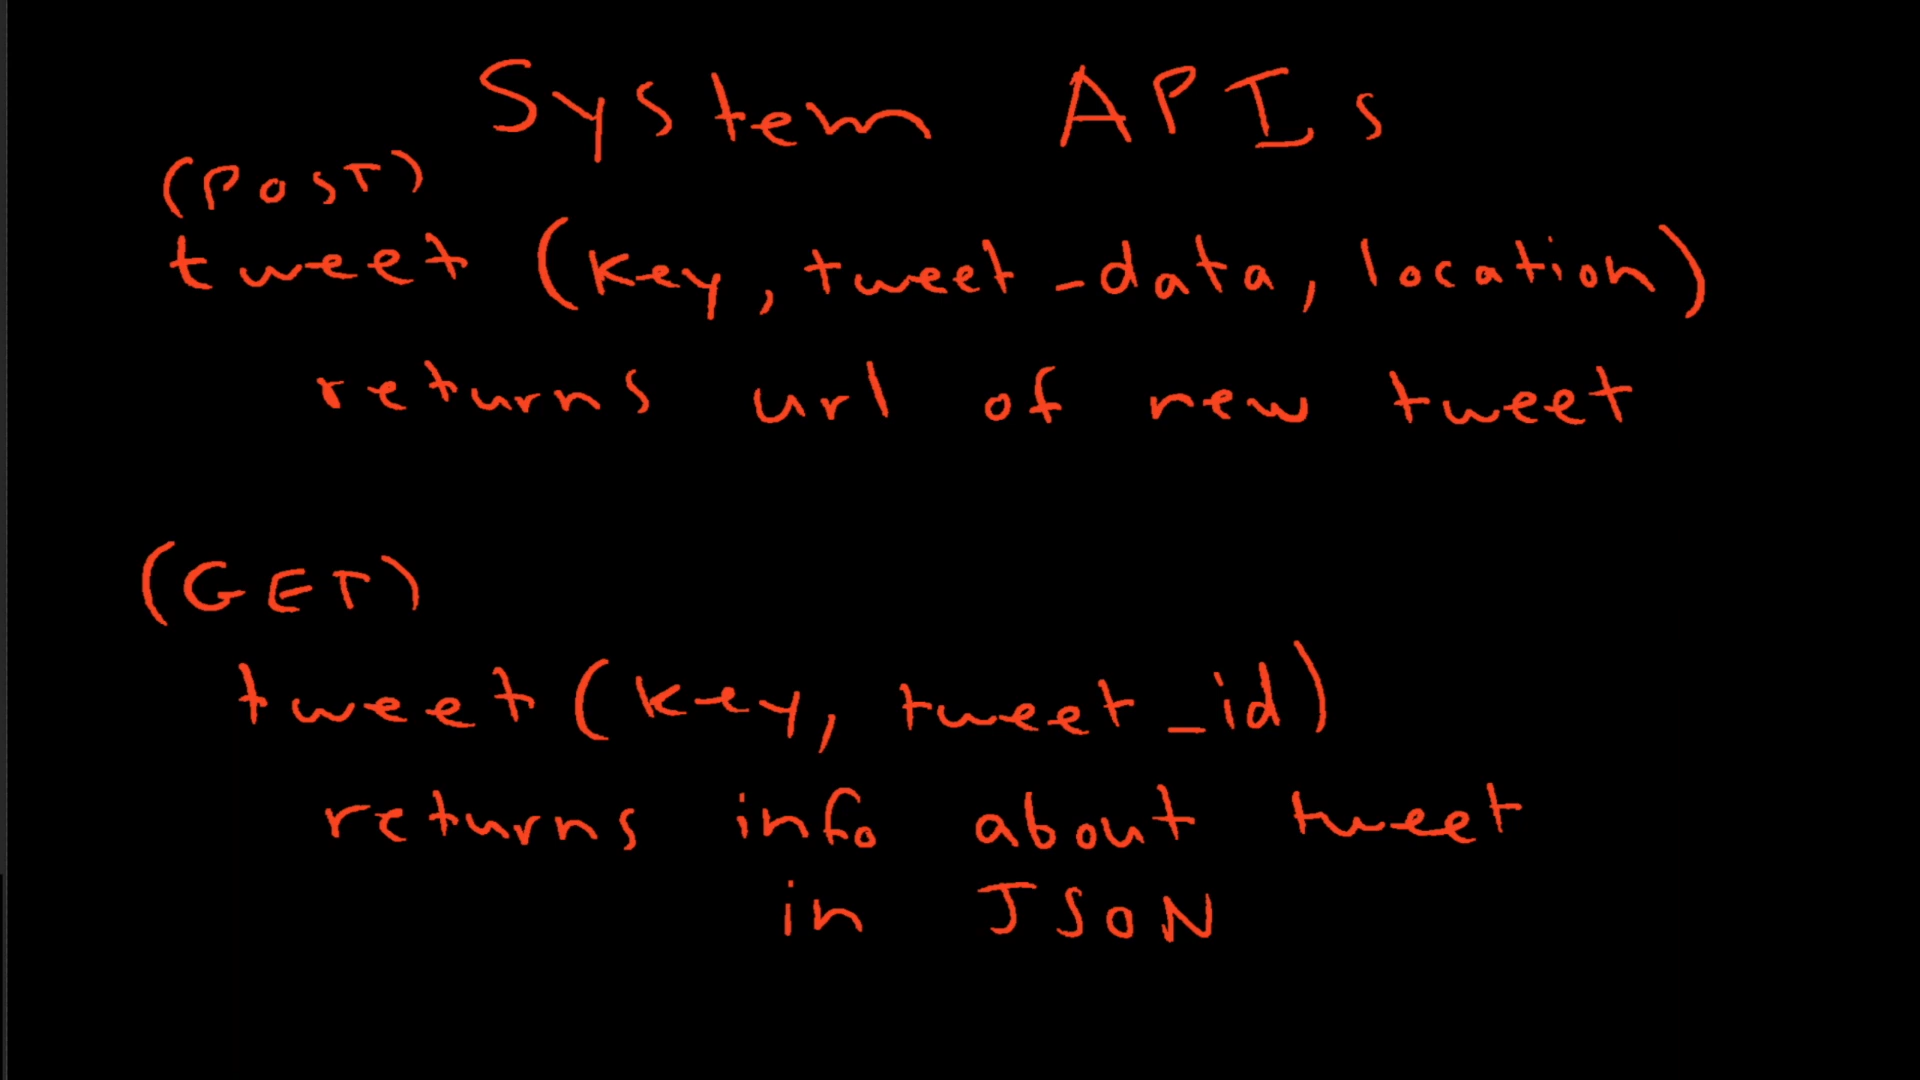 System APIs
(POST)
tweet (key, tweet_data, location)
returns url of new tweet
(GET)
tweet (key, tweet_id)
returns info about tweet
in JSON